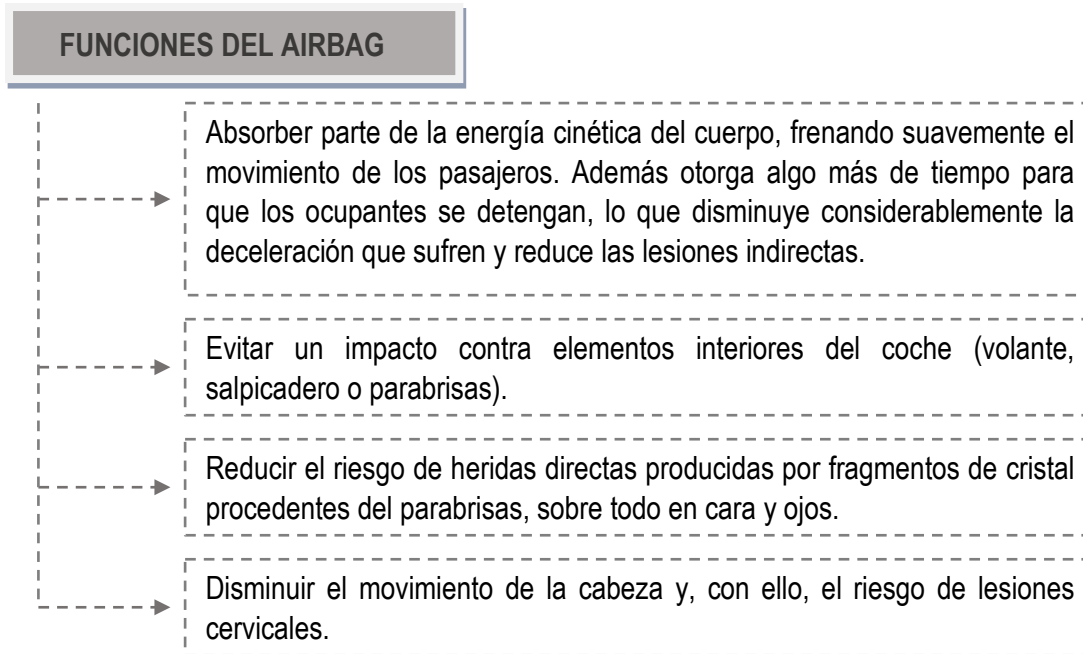 FUNCIONES DEL AIRBAG
Absorber parte de la energía cinética del cuerpo, frenando suavemente el
movimiento de los pasajeros. Además otorga algo más de tiempo para
que los ocupantes se detengan, lo que disminuye considerablemente la
deceleración que sufren y reduce las lesiones indirectas.
Evitar un impacto contra elementos interiores del coche (volante,
salpicadero o parabrisas).
Reducir el riesgo de heridas directas producidas por fragmentos de cristal
procedentes del parabrisas, sobre todo en cara y ojos.
Disminuir el movimiento de la cabeza y, con ello, el riesgo de lesiones
cervicales.